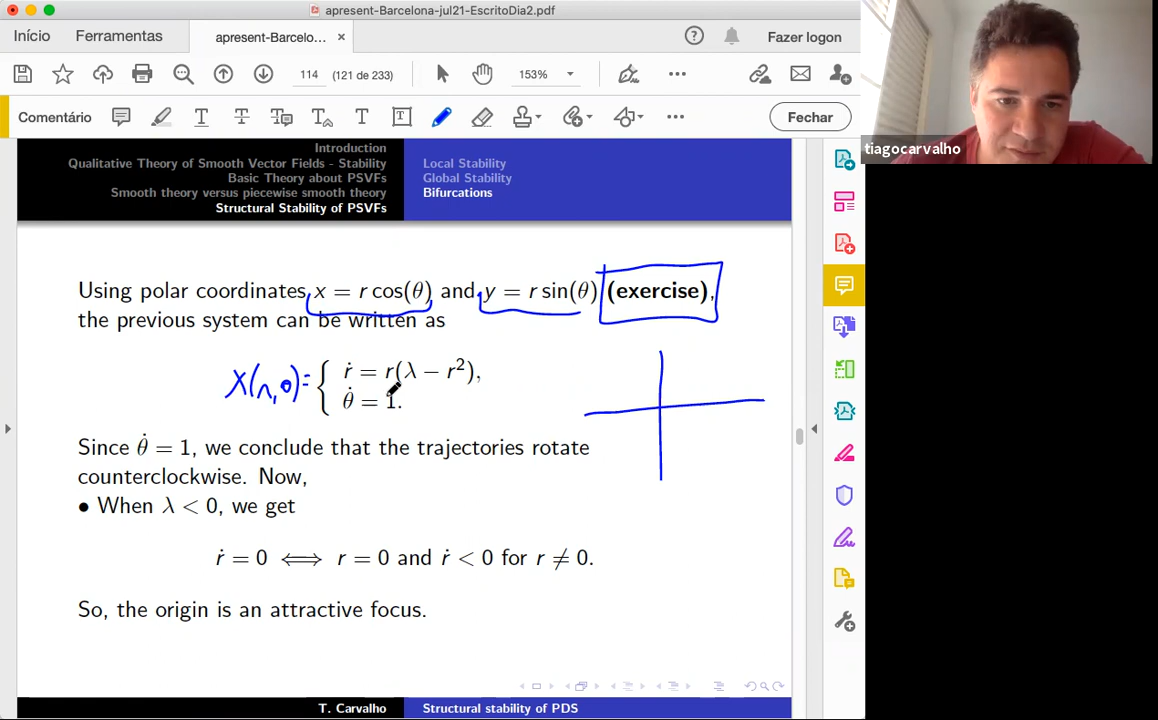 apresent-Barcelona-jul21-EscritoDia2.pdf
Início Ferramentas apresent-Barcelo... × Fazer logon
114 (121 de 233) 153%
Comentário Fechar
tiagocarvalho
Introduction
Qualitative Theory of Smooth Vector Fields - Stability
Basic Theory about PSVFs
Smooth theory versus piecewise smooth theory
Structural Stability of PSVFs
Local Stability
Global Stability
Bifurcations
Using polar coordinates x = r cos(θ) and y = r sin(θ) (exercise),
the previous system can be written as
X(r,θ)= { ṙ = r(λ − r²),
θ̇ = 1.
Since θ̇ = 1, we conclude that the trajectories rotate
counterclockwise. Now,
• When λ < 0, we get
ṙ = 0 ⟺ r = 0 and ṙ < 0 for r ≠ 0.
So, the origin is an attractive focus.
T. Carvalho Structural stability of PDS